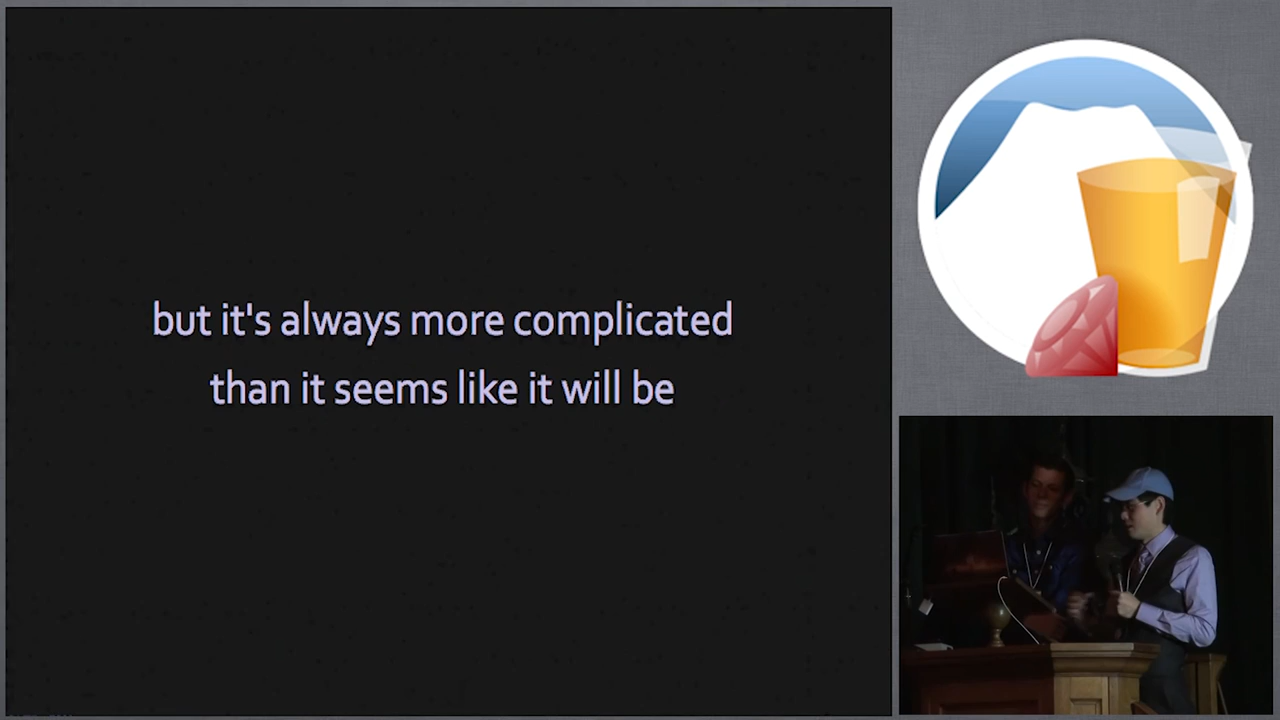 but it's always more complicated
than it seems like it will be